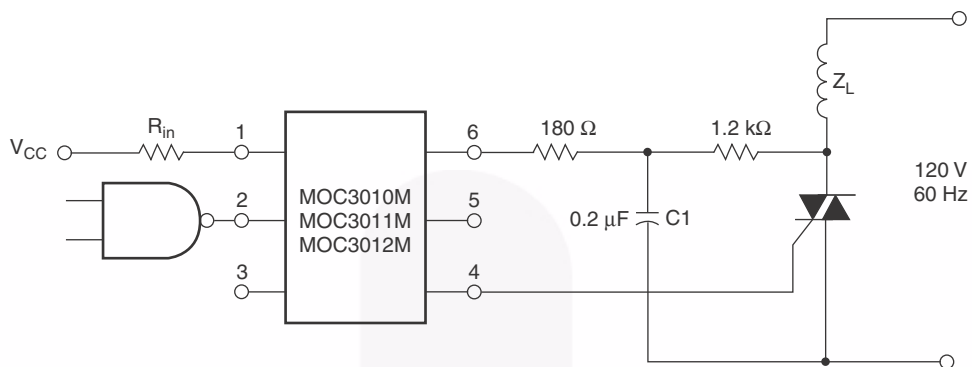 V_CC
R_in
1
2
3
MOC3010M
MOC3011M
MOC3012M
6
5
4
180 Ω
1.2 kΩ
0.2 µF
C1
Z_L
120 V
60 Hz